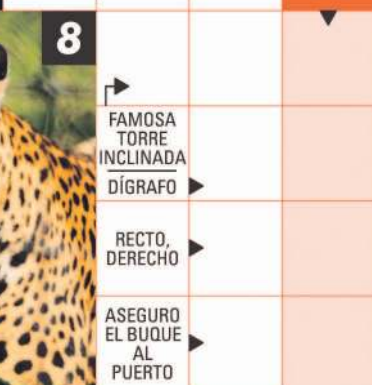 8
FAMOSA
TORRE
INCLINADA
DÍGRAFO
RECTO,
DERECHO
ASEGURO
EL BUQUE
AL
PUERTO